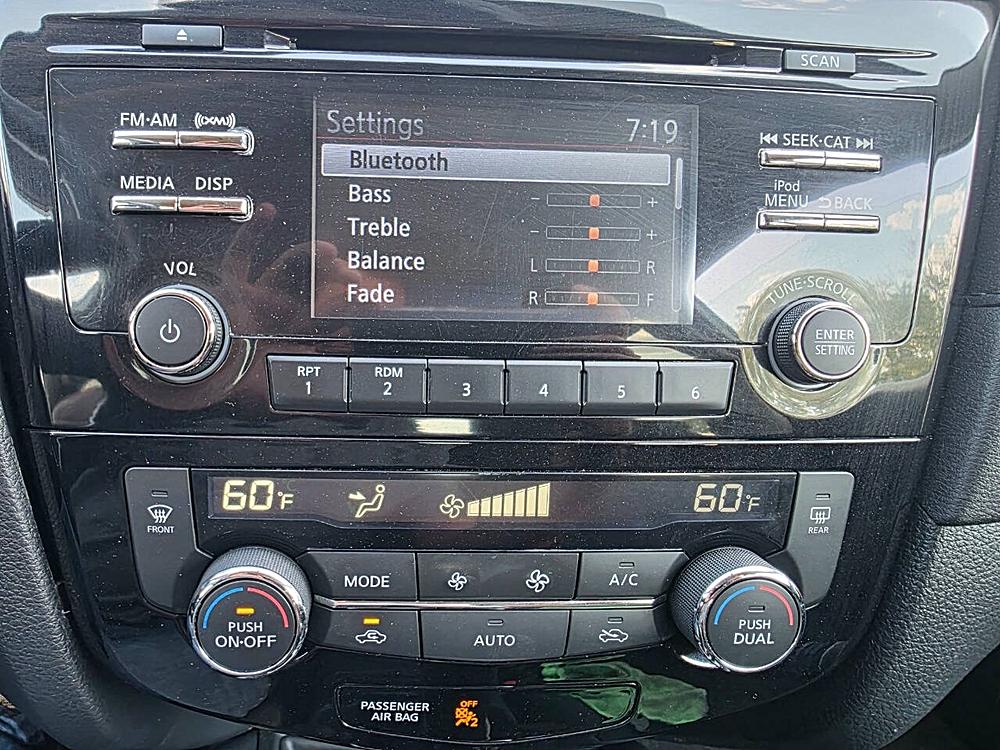 SCAN
FM·AM ((XM))
MEDIA DISP
VOL
Settings 7:19
Bluetooth
Bass - +
Treble - +
Balance L R
Fade R F
SEEK·CAT
iPod
MENU BACK
TUNE·SCROLL
ENTER
SETTING
RPT
1
RDM
2
3
4
5
6
60°F
60°F
FRONT
REAR
MODE
A/C
PUSH
ON·OFF
AUTO
PUSH
DUAL
PASSENGER
AIR BAG
OFF
2